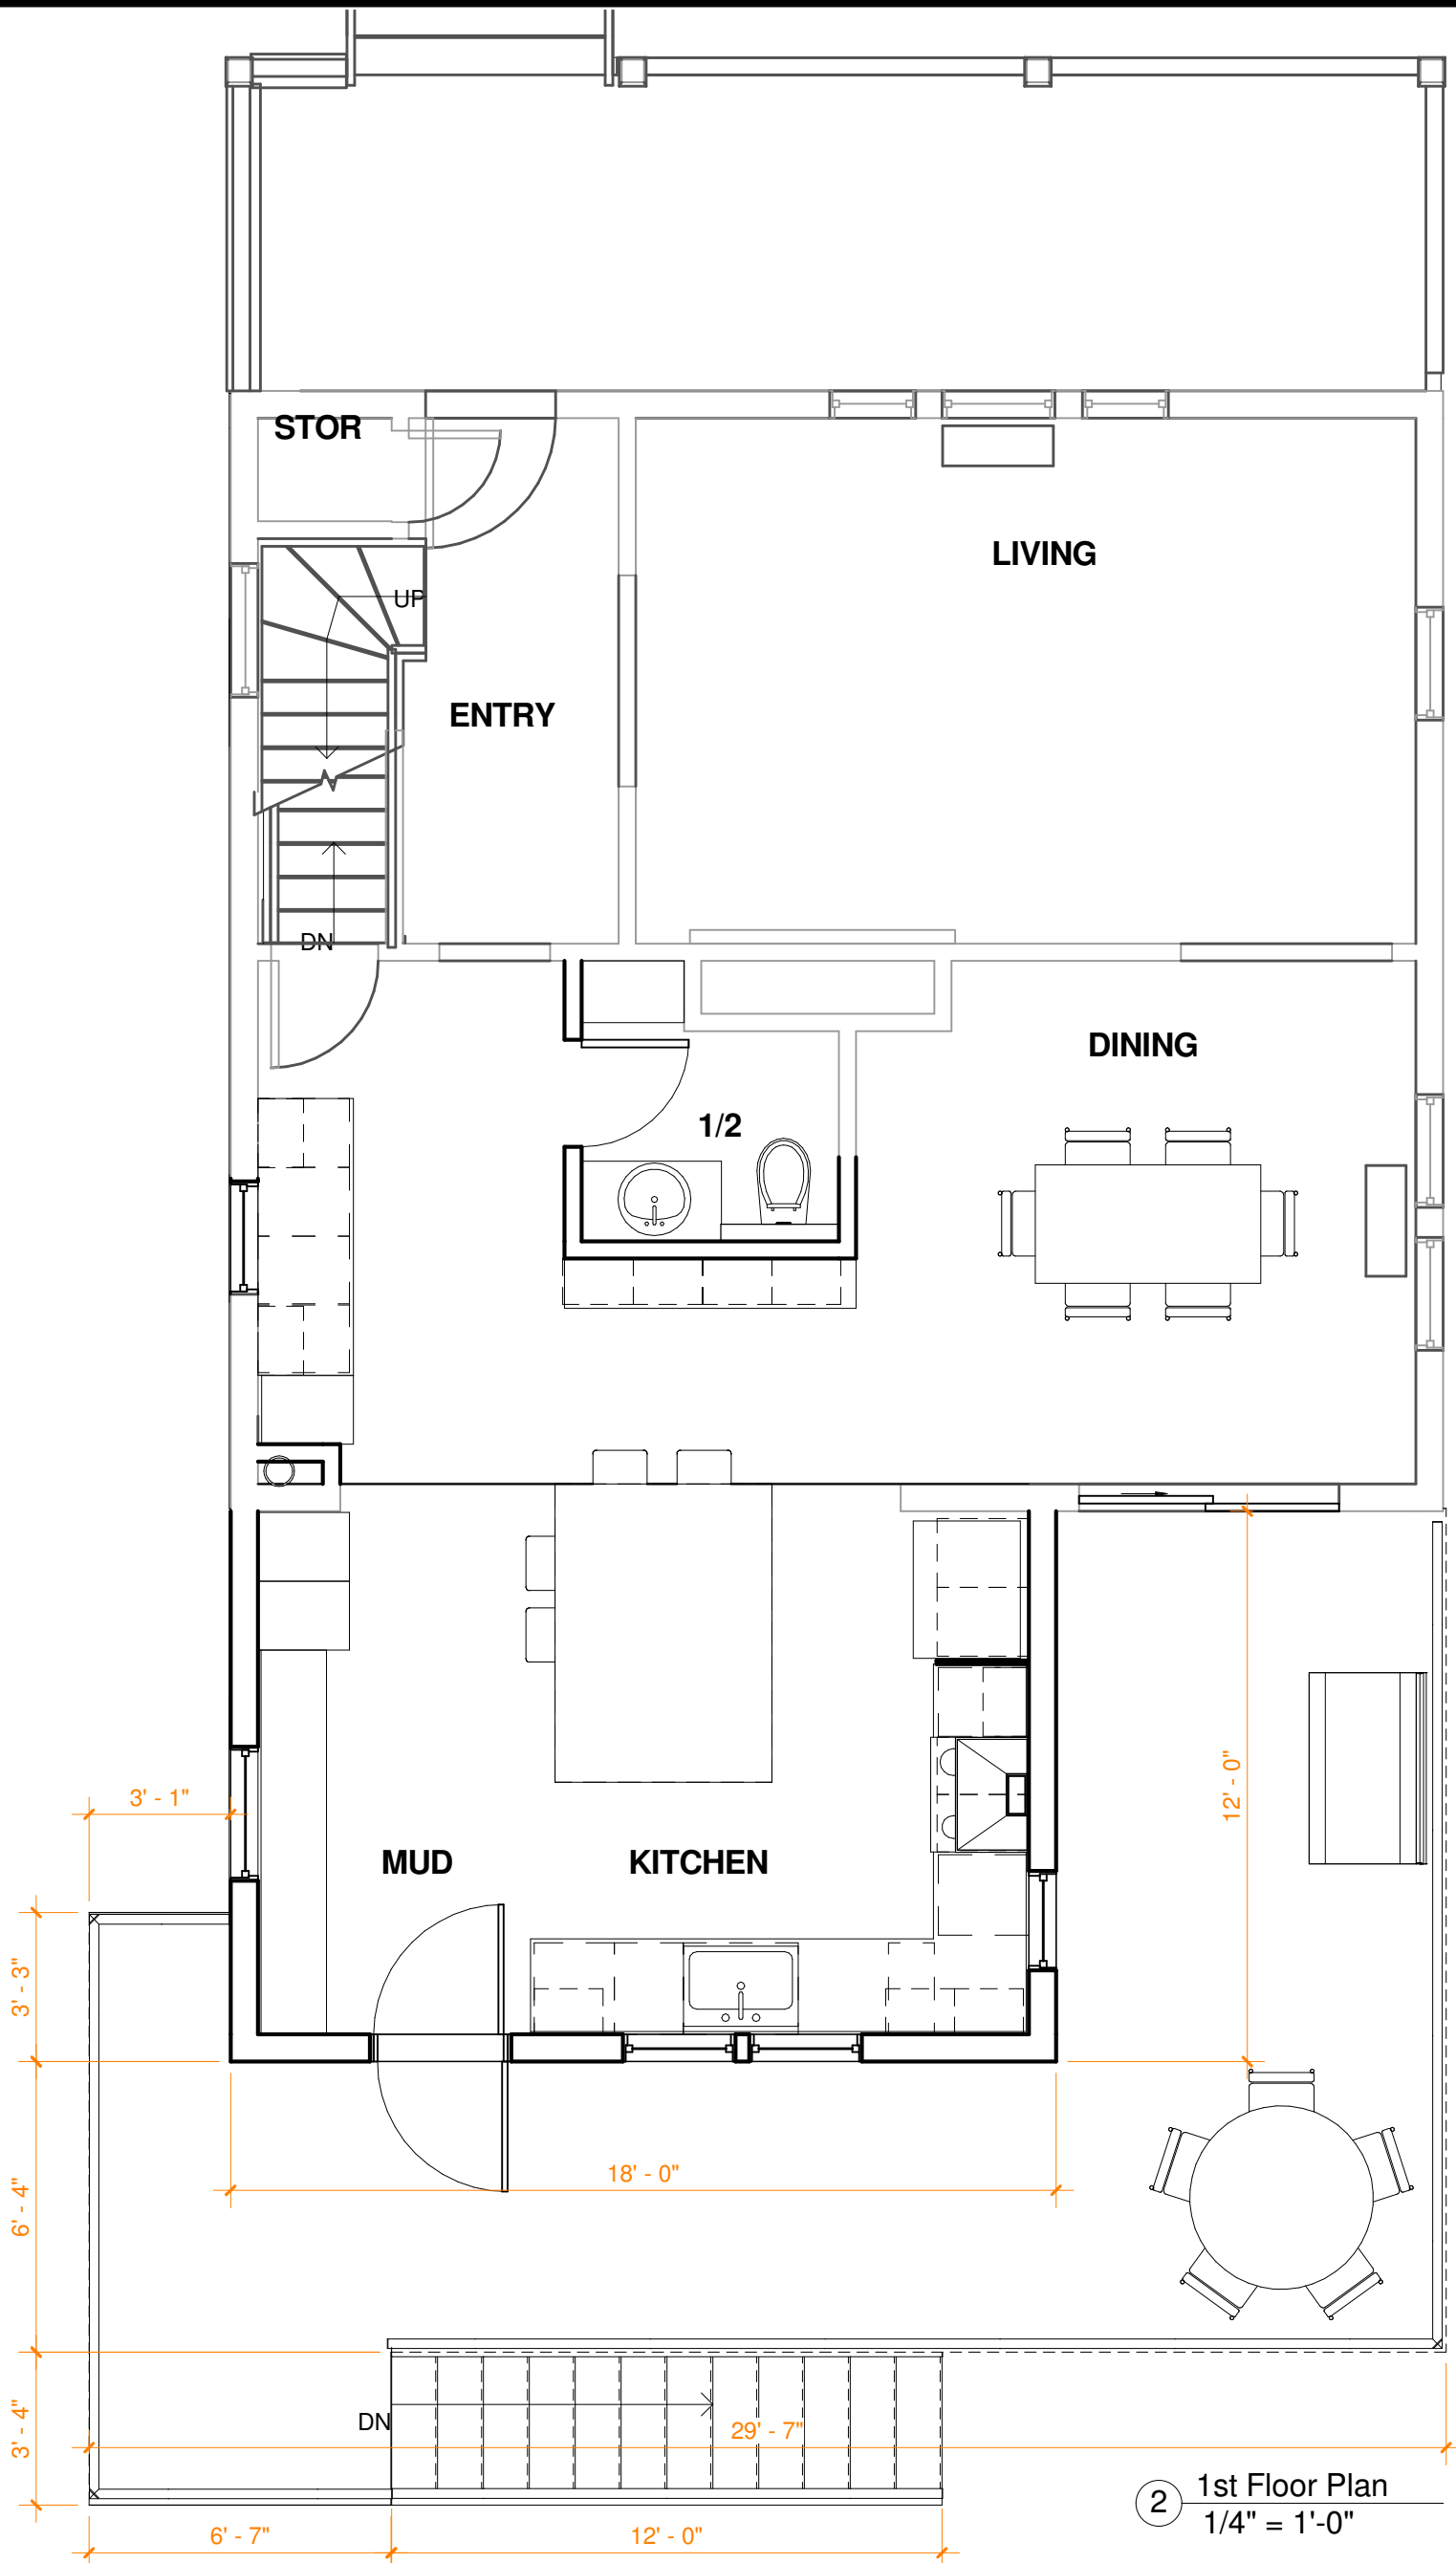 STOR
LIVING
UP
ENTRY
DN
DINING
1/2
12' - 0"
3' - 1"
MUD
KITCHEN
3' - 3"
18' - 0"
6' - 4"
DN
29' - 7"
3' - 4"
2
1st Floor Plan
1/4" = 1'-0"
6' - 7"
12' - 0"